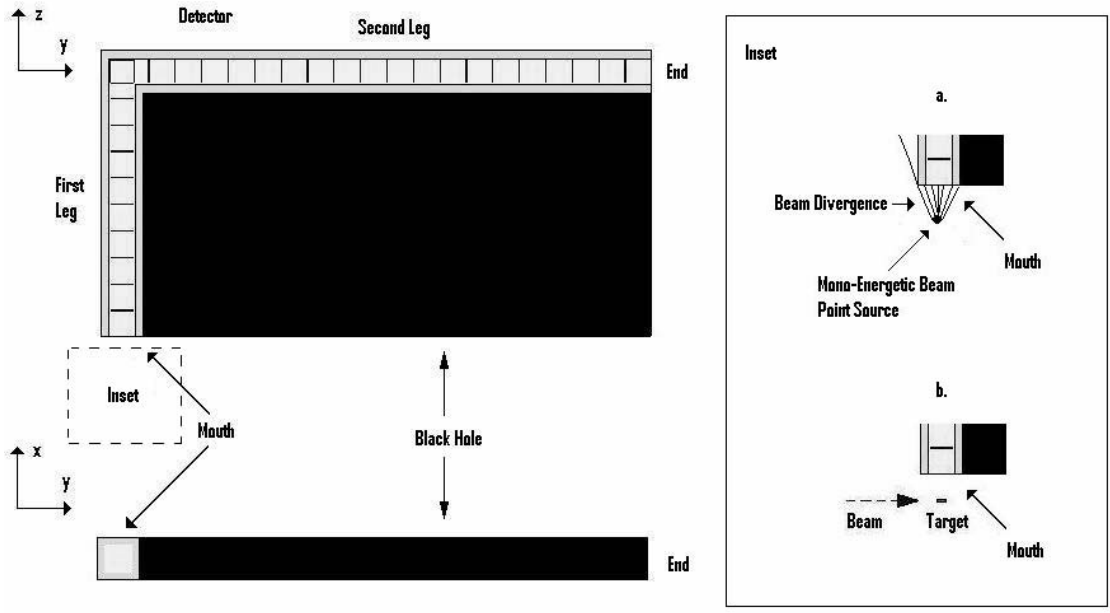 z
Detector
Second Leg
y
End
First
Leg
Inset
Mouth
Black Hole
x
y
End
Inset
a.
Beam Divergence
Mouth
Mono-Energetic Beam
Point Source
b.
Beam
Target
Mouth